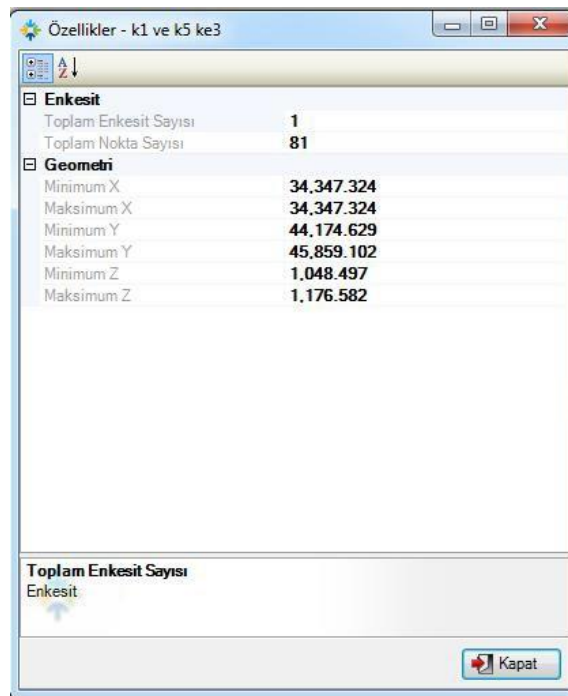 Özellikler - k1 ve k5 ke3
A
Z
Enkesit
Toplam Enkesit Sayısı 1
Toplam Nokta Sayısı 81
Geometri
Minimum X 34,347.324
Maksimum X 34,347.324
Minimum Y 44,174.629
Maksimum Y 45,859.102
Minimum Z 1,048.497
Maksimum Z 1,176.582
Toplam Enkesit Sayısı
Enkesit
Kapat